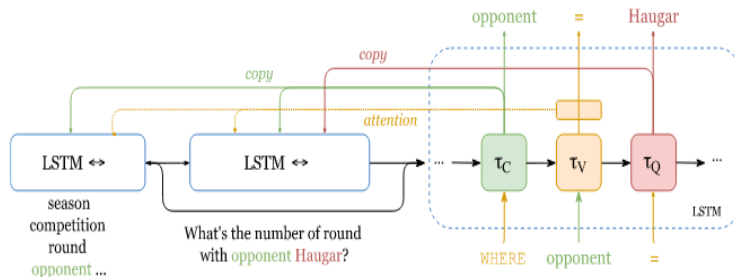 opponent = Haugar
copy
copy
attention
LSTM ↔ LSTM ↔ ... τC τV τQ ...
LSTM
season
competition
round
opponent ...
What's the number of round
with opponent Haugar?
WHERE opponent =